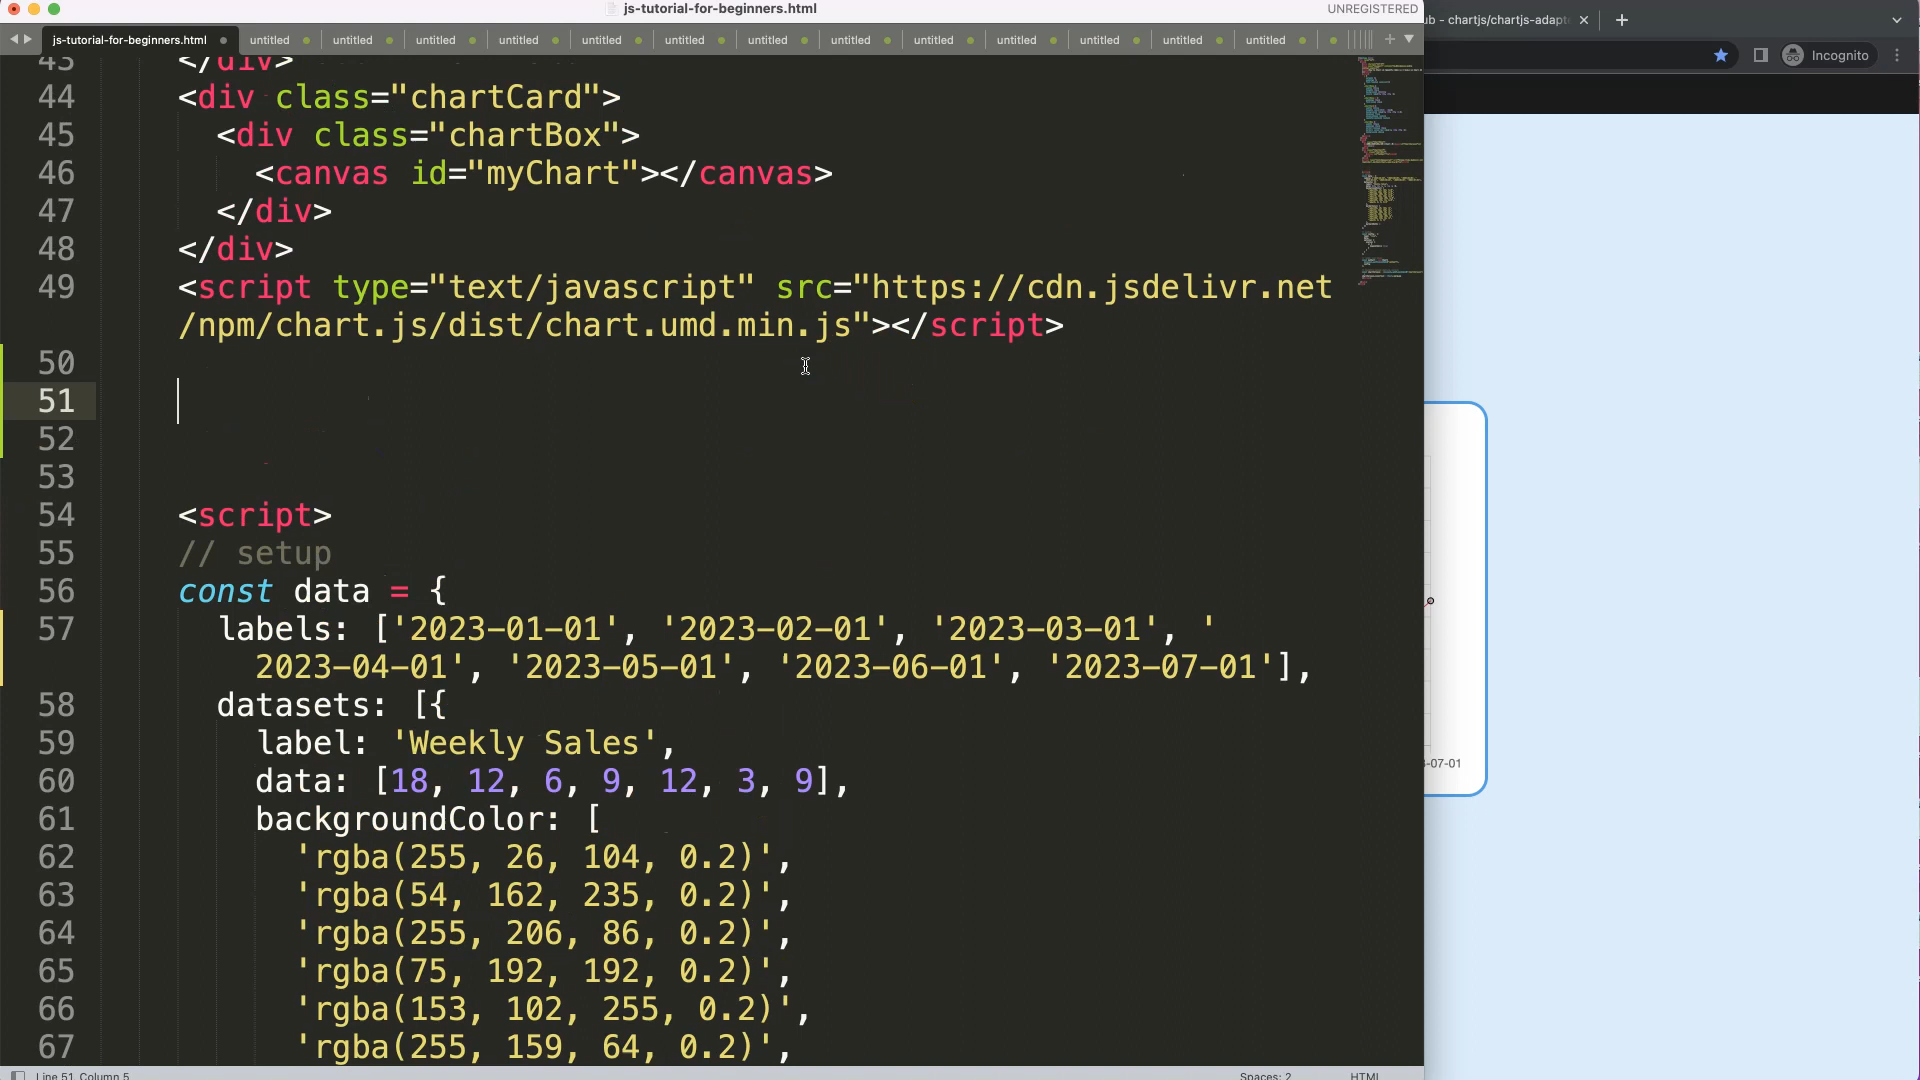 js-tutorial-for-beginners.html
UNREGISTERED
js-tutorial-for-beginners.html untitled untitled untitled untitled untitled untitled untitled untitled untitled untitled untitled untitled untitled
ub - chartjs/chartjs-adapt
Incognito
43 </div>
44 <div class="chartCard">
45 <div class="chartBox">
46 <canvas id="myChart"></canvas>
47 </div>
48 </div>
49 <script type="text/javascript" src="https://cdn.jsdelivr.net
/npm/chart.js/dist/chart.umd.min.js"></script>
50
51
52
53
54 <script>
55 // setup
56 const data = {
57 labels: ['2023-01-01', '2023-02-01', '2023-03-01', '
2023-04-01', '2023-05-01', '2023-06-01', '2023-07-01'],
58 datasets: [{
59 label: 'Weekly Sales',
60 data: [18, 12, 6, 9, 12, 3, 9],
61 backgroundColor: [
62 'rgba(255, 26, 104, 0.2)',
63 'rgba(54, 162, 235, 0.2)',
64 'rgba(255, 206, 86, 0.2)',
65 'rgba(75, 192, 192, 0.2)',
66 'rgba(153, 102, 255, 0.2)',
67 'rgba(255, 159, 64, 0.2)',
-07-01
Line 51, Column 5
Spaces: 2
HTML